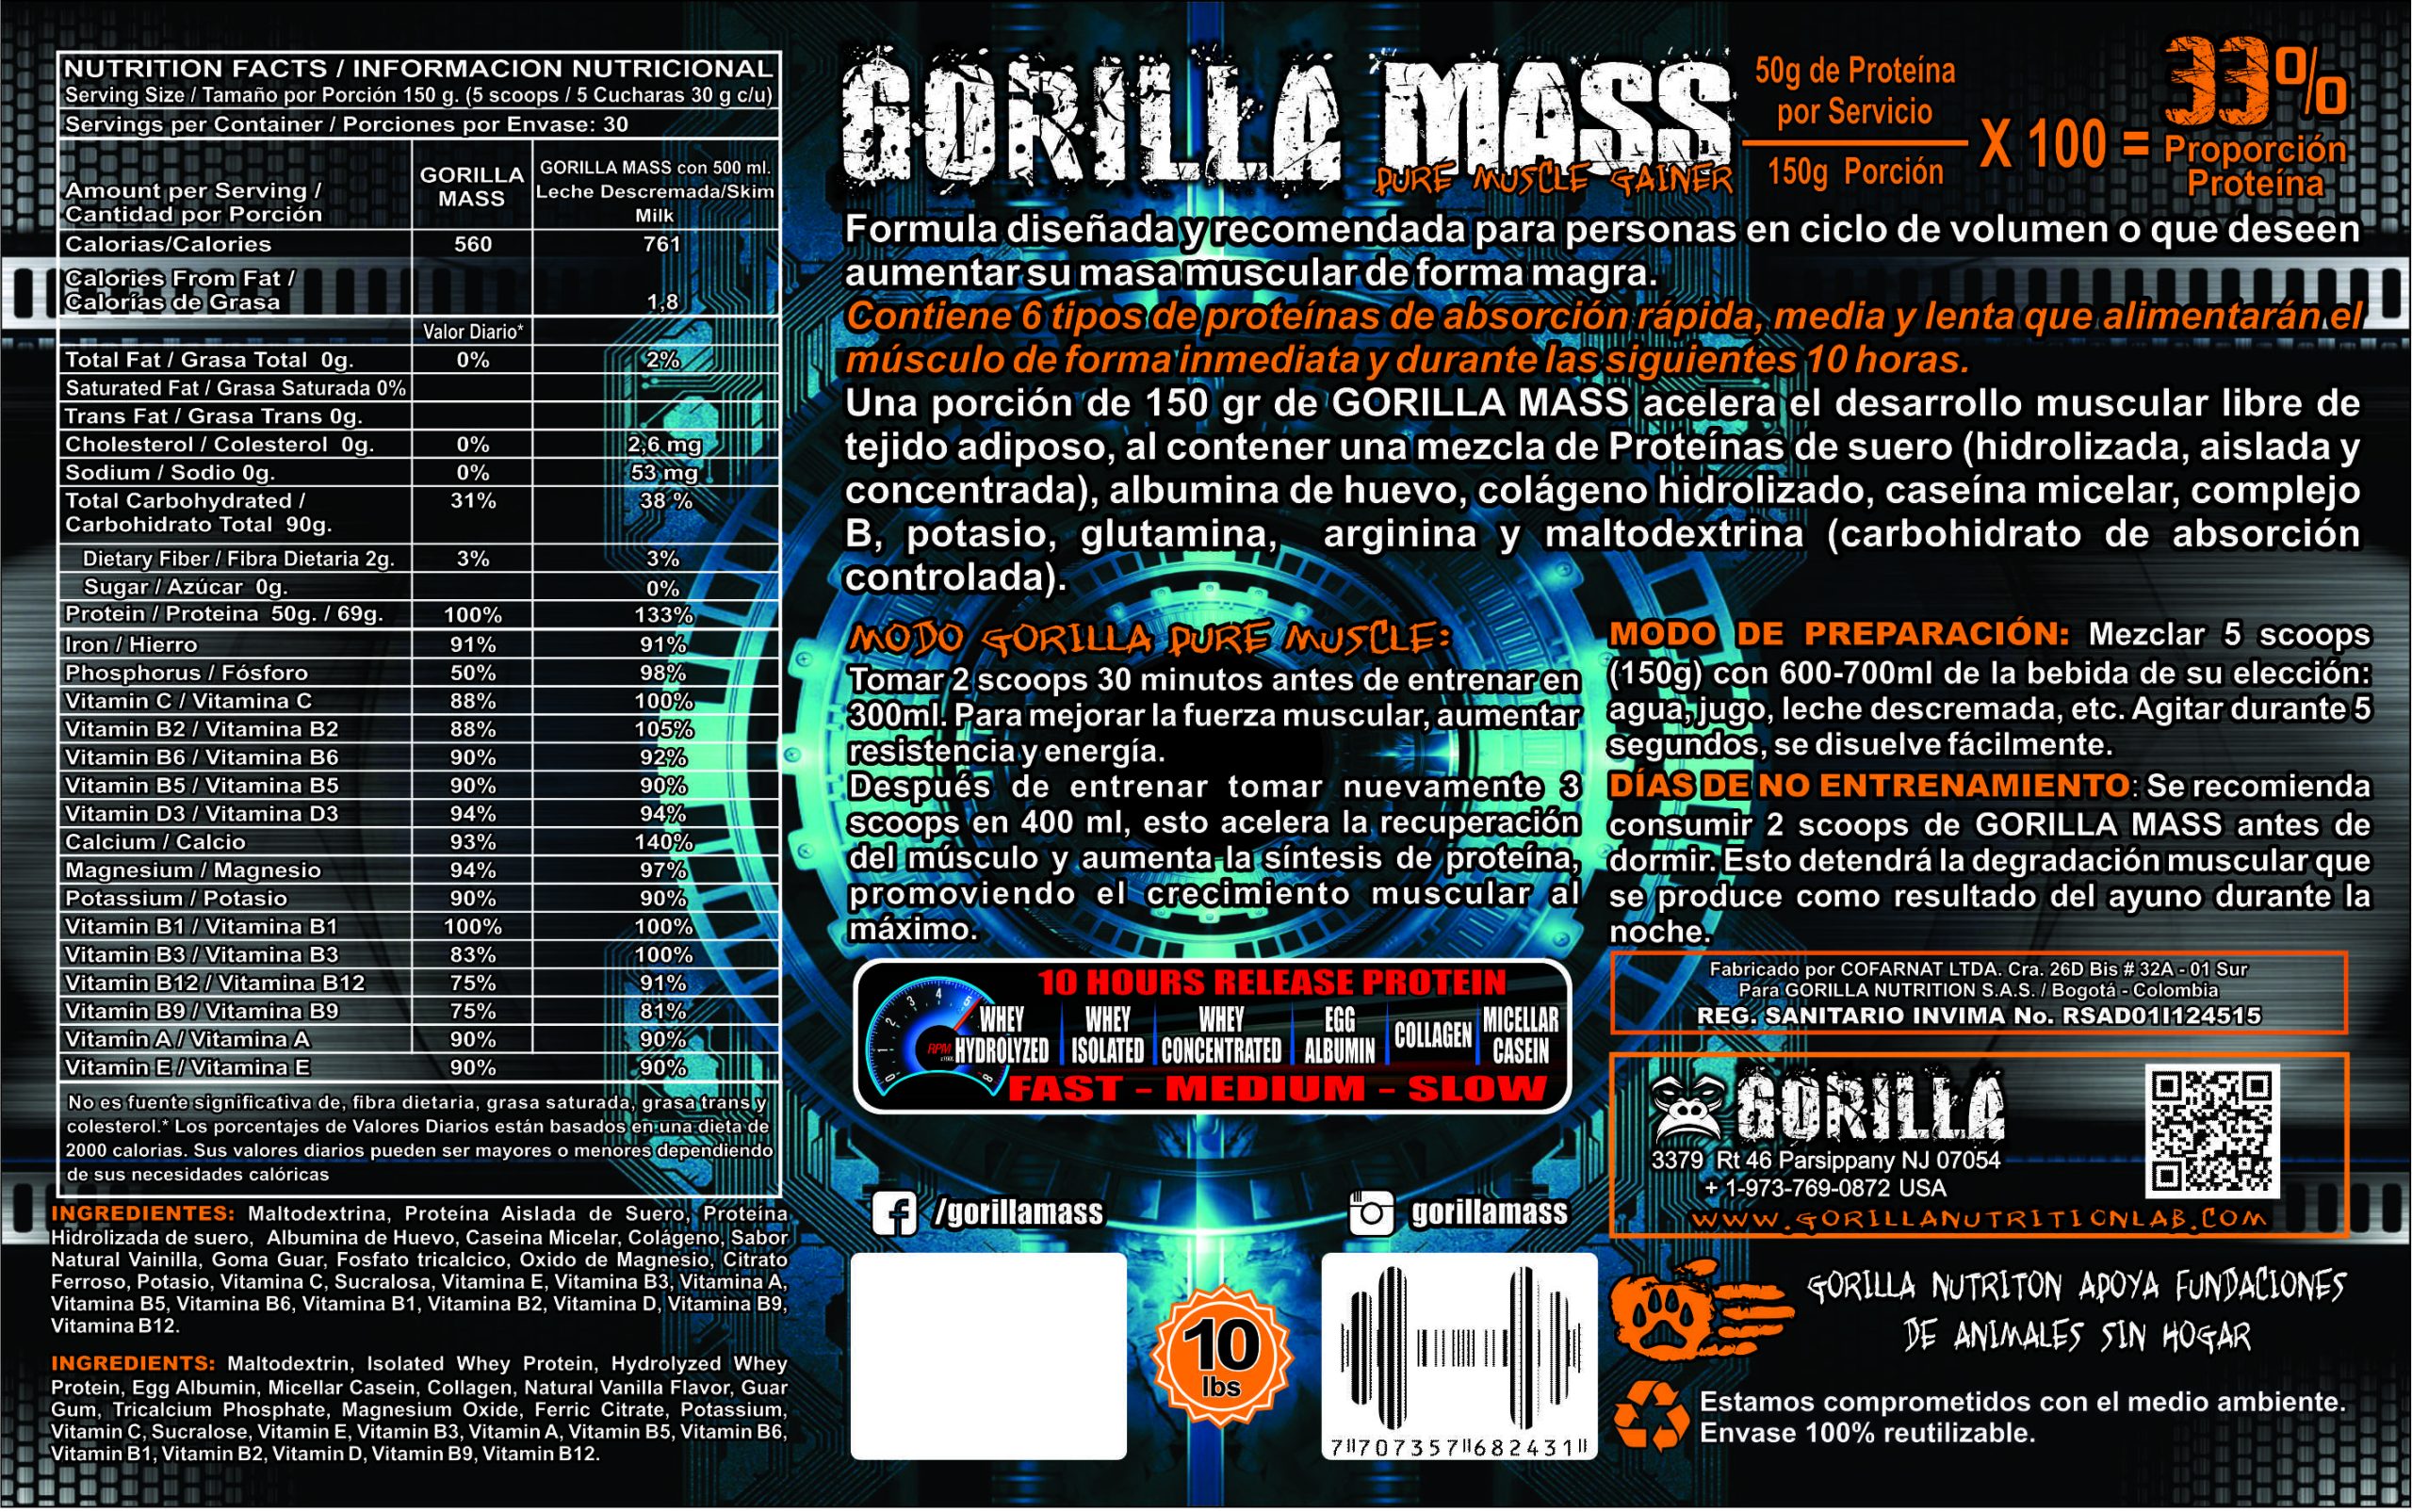 NUTRITION FACTS / INFORMACION NUTRICIONAL
Serving Size / Tamaño por Porción 150 g. (5 scoops / 5 Cucharas 30 g c/u)
Servings per Container / Porciones por Envase: 30
Amount per Serving /
Cantidad por Porción
GORILLA
MASS
GORILLA MASS con 500 ml.
Leche Descremada/Skim
Milk
Calorias/Calories 560 761
Calories From Fat /
Calorías de Grasa 1,8
Valor Diario*
Total Fat / Grasa Total 0g. 0% 2%
Saturated Fat / Grasa Saturada 0%
Trans Fat / Grasa Trans 0g.
Cholesterol / Colesterol 0g. 0% 2,6 mg
Sodium / Sodio 0g. 0% 53 mg
Total Carbohydrated / 31% 38 %
Carbohidrato Total 90g.
Dietary Fiber / Fibra Dietaria 2g. 3% 3%
Sugar / Azúcar 0g. 0%
Protein / Proteina 50g. / 69g. 100% 133%
Iron / Hierro 91% 91%
Phosphorus / Fósforo 50% 98%
Vitamin C / Vitamina C 88% 100%
Vitamin B2 / Vitamina B2 88% 105%
Vitamin B6 / Vitamina B6 90% 92%
Vitamin B5 / Vitamina B5 90% 90%
Vitamin D3 / Vitamina D3 94% 94%
Calcium / Calcio 93% 140%
Magnesium / Magnesio 94% 97%
Potassium / Potasio 90% 90%
Vitamin B1 / Vitamina B1 100% 100%
Vitamin B3 / Vitamina B3 83% 100%
Vitamin B12 / Vitamina B12 75% 91%
Vitamin B9 / Vitamina B9 75% 81%
Vitamin A / Vitamina A 90% 90%
Vitamin E / Vitamina E 90% 90%
No es fuente significativa de, fibra dietaria, grasa saturada, grasa trans y
colesterol.* Los porcentajes de Valores Diarios están basados en una dieta de
2000 calorias. Sus valores diarios pueden ser mayores o menores dependiendo
de sus necesidades calóricas
INGREDIENTES: Maltodextrina, Proteína Aislada de Suero, Proteína
Hidrolizada de suero, Albumina de Huevo, Caseina Micelar, Colágeno, Sabor
Natural Vainilla, Goma Guar, Fosfato tricalcico, Oxido de Magnesio, Citrato
Ferroso, Potasio, Vitamina C, Sucralosa, Vitamina E, Vitamina B3, Vitamina A,
Vitamina B5, Vitamina B6, Vitamina B1, Vitamina B2, Vitamina D, Vitamina B9,
Vitamina B12.
INGREDIENTS: Maltodextrin, Isolated Whey Protein, Hydrolyzed Whey
Protein, Egg Albumin, Micellar Casein, Collagen, Natural Vanilla Flavor, Guar
Gum, Tricalcium Phosphate, Magnesium Oxide, Ferric Citrate, Potassium,
Vitamin C, Sucralose, Vitamin E, Vitamin B3, Vitamin A, Vitamin B5, Vitamin B6,
Vitamin B1, Vitamin B2, Vitamin D, Vitamin B9, Vitamin B12.
GORILLA MASS
PURE MUSCLE GAINER
50g de Proteína
por Servicio
150g Porción
X 100 =
33%
Proporción
Proteína
Formula diseñada y recomendada para personas en ciclo de volumen o que deseen
aumentar su masa muscular de forma magra.
Contiene 6 tipos de proteínas de absorción rápida, media y lenta que alimentarán el
músculo de forma inmediata y durante las siguientes 10 horas.
Una porción de 150 gr de GORILLA MASS acelera el desarrollo muscular libre de
tejido adiposo, al contener una mezcla de Proteínas de suero (hidrolizada, aislada y
concentrada), albumina de huevo, colágeno hidrolizado, caseína micelar, complejo
B, potasio, glutamina, arginina y maltodextrina (carbohidrato de absorción
controlada).
MODO GORILLA PURE MUSCLE:
Tomar 2 scoops 30 minutos antes de entrenar en
300ml. Para mejorar la fuerza muscular, aumentar
resistencia y energía.
Después de entrenar tomar nuevamente 3
scoops en 400 ml, esto acelera la recuperación
del músculo y aumenta la síntesis de proteína,
promoviendo el crecimiento muscular al
máximo.
MODO DE PREPARACIÓN: Mezclar 5 scoops
(150g) con 600-700ml de la bebida de su elección:
agua, jugo, leche descremada, etc. Agitar durante 5
segundos, se disuelve fácilmente.
DÍAS DE NO ENTRENAMIENTO: Se recomienda
consumir 2 scoops de GORILLA MASS antes de
dormir. Esto detendrá la degradación muscular que
se produce como resultado del ayuno durante la
noche.
10 HOURS RELEASE PROTEIN
0 1 2 3 4 5 8
RPM
WHEY HYDROLYZED
WHEY ISOLATED
WHEY CONCENTRATED
EGG ALBUMIN
COLLAGEN
MICELLAR CASEIN
FAST - MEDIUM - SLOW
Fabricado por COFARNAT LTDA. Cra. 26D Bis # 32A - 01 Sur
Para GORILLA NUTRITION S.A.S. / Bogotá - Colombia
REG. SANITARIO INVIMA No. RSAD01I124515
GORILLA
3379 Rt 46 Parsippany NJ 07054
+ 1-973-769-0872 USA
WWW.GORILLANUTRITIONLAB.COM
/gorillamass
gorillamass
10
lbs
7 707357 682431
GORILLA NUTRITON APOYA FUNDACIONES
DE ANIMALES SIN HOGAR
Estamos comprometidos con el medio ambiente.
Envase 100% reutilizable.